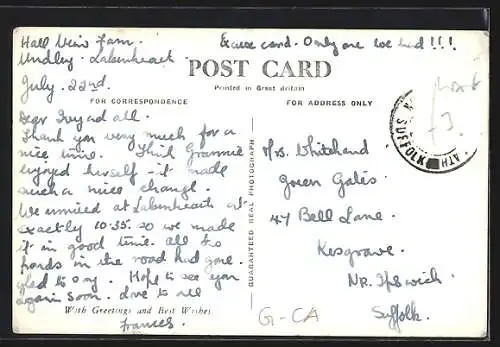 Hall View Farm.
Undley. Lakenheath
July. 22nd.
Excuse card. Only one we had!!!
POST CARD
Printed in Great Britain
FOR CORRESPONDENCE
FOR ADDRESS ONLY
Dear Ivy and all.
Thank you very much for a
nice time. Think Grannie
enjoyed herself - it made
such a nice change.
We arrived at Lakenheath at
exactly 10-35. so we made
it in good time. all the
floods in the road had gone.
glad to say. Hope to see you
again soon. Love to all
Frances.
With Greetings and Best Wishes
GUARANTEED REAL PHOTOGRAPH
Mrs Whitehand
Green Gates.
47 Bell Lane.
Kesgrave.
Nr. Ipswich.
Suffolk.
G-CA
ATH
SUFFOLK
3